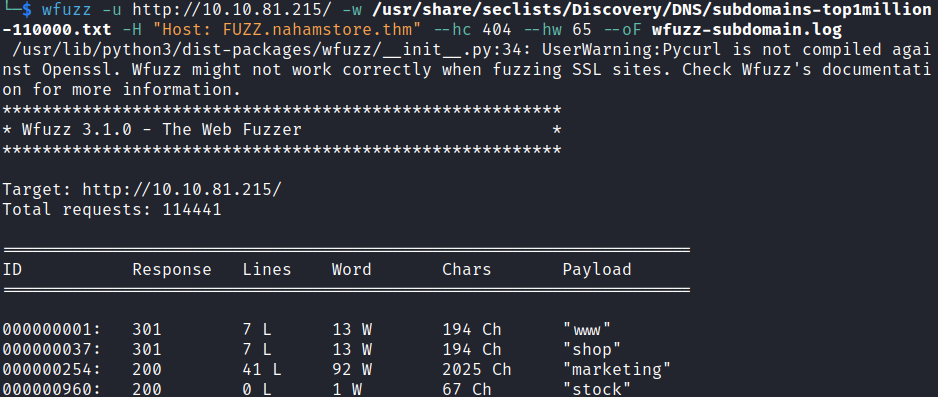 └─$ wfuzz -u http://10.10.81.215/ -w /usr/share/seclists/Discovery/DNS/subdomains-top1million
-110000.txt -H "Host: FUZZ.nahamstore.thm" --hc 404 --hw 65 --oF wfuzz-subdomain.log
 /usr/lib/python3/dist-packages/wfuzz/__init__.py:34: UserWarning:Pycurl is not compiled agai
nst Openssl. Wfuzz might not work correctly when fuzzing SSL sites. Check Wfuzz's documentati
on for more information.
********************************************************
* Wfuzz 3.1.0 - The Web Fuzzer                         *
********************************************************
Target: http://10.10.81.215/
Total requests: 114441
=====================================================================
ID           Response   Lines    Word       Chars       Payload
=====================================================================
000000001:   301        7 L      13 W       194 Ch      "www"
000000037:   301        7 L      13 W       194 Ch      "shop"
000000254:   200        41 L     92 W       2025 Ch     "marketing"
000000960:   200        0 L      1 W        67 Ch       "stock"